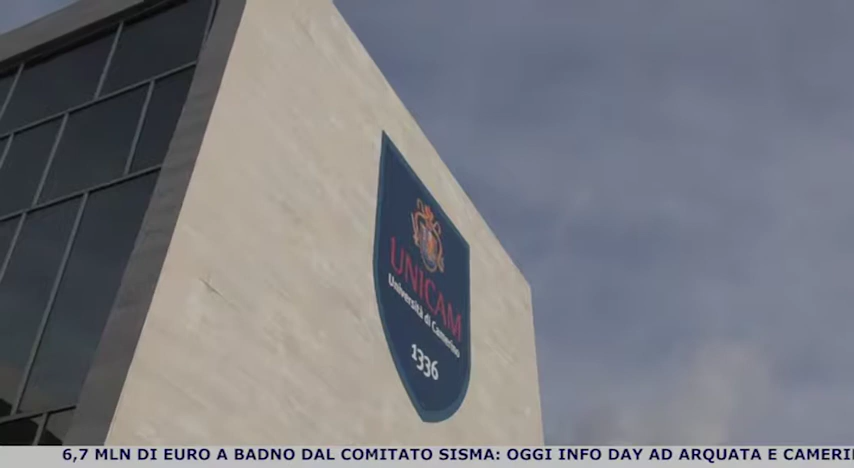 UNICAM
Università di Camerino
1336
6,7 MLN DI EURO A BADNO DAL COMITATO SISMA: OGGI INFO DAY AD ARQUATA E CAMERI